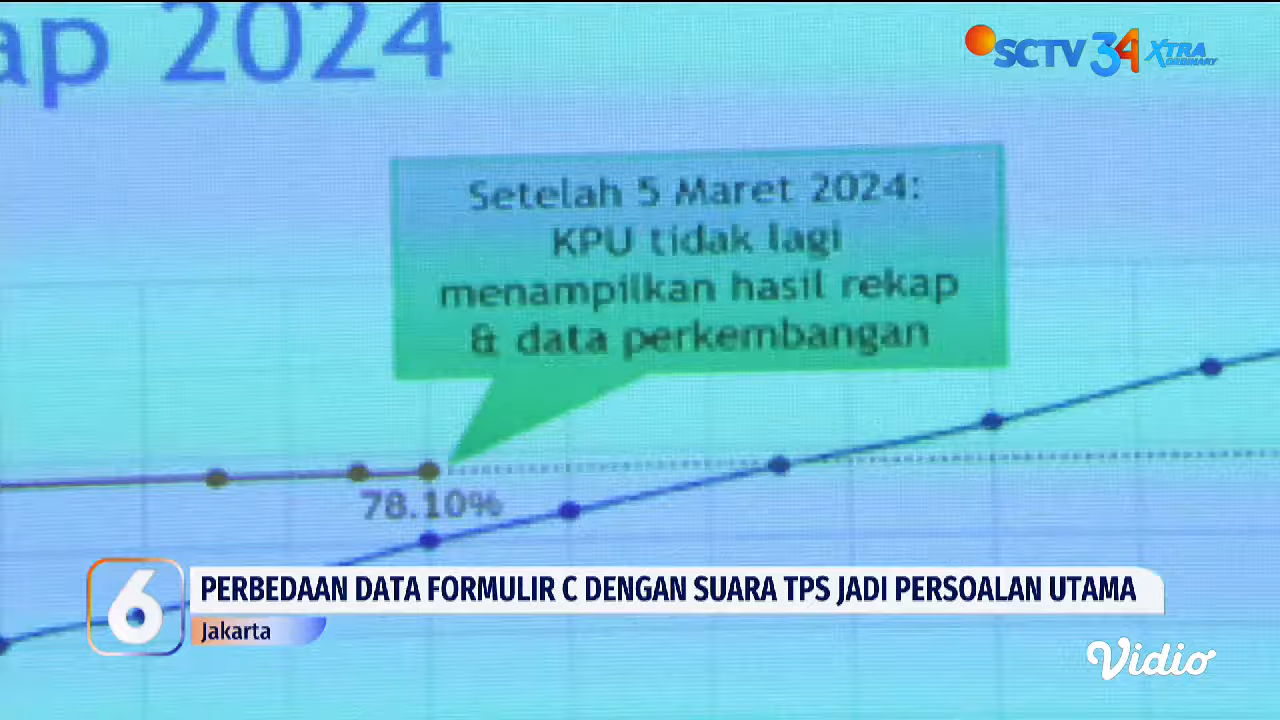 ap 2024
SCTV 34 XTRA ORDINARY
Setelah 5 Maret 2024:
KPU tidak lagi
menampilkan hasil rekap
& data perkembangan
78.10%
6
PERBEDAAN DATA FORMULIR C DENGAN SUARA TPS JADI PERSOALAN UTAMA
Jakarta
Vidio